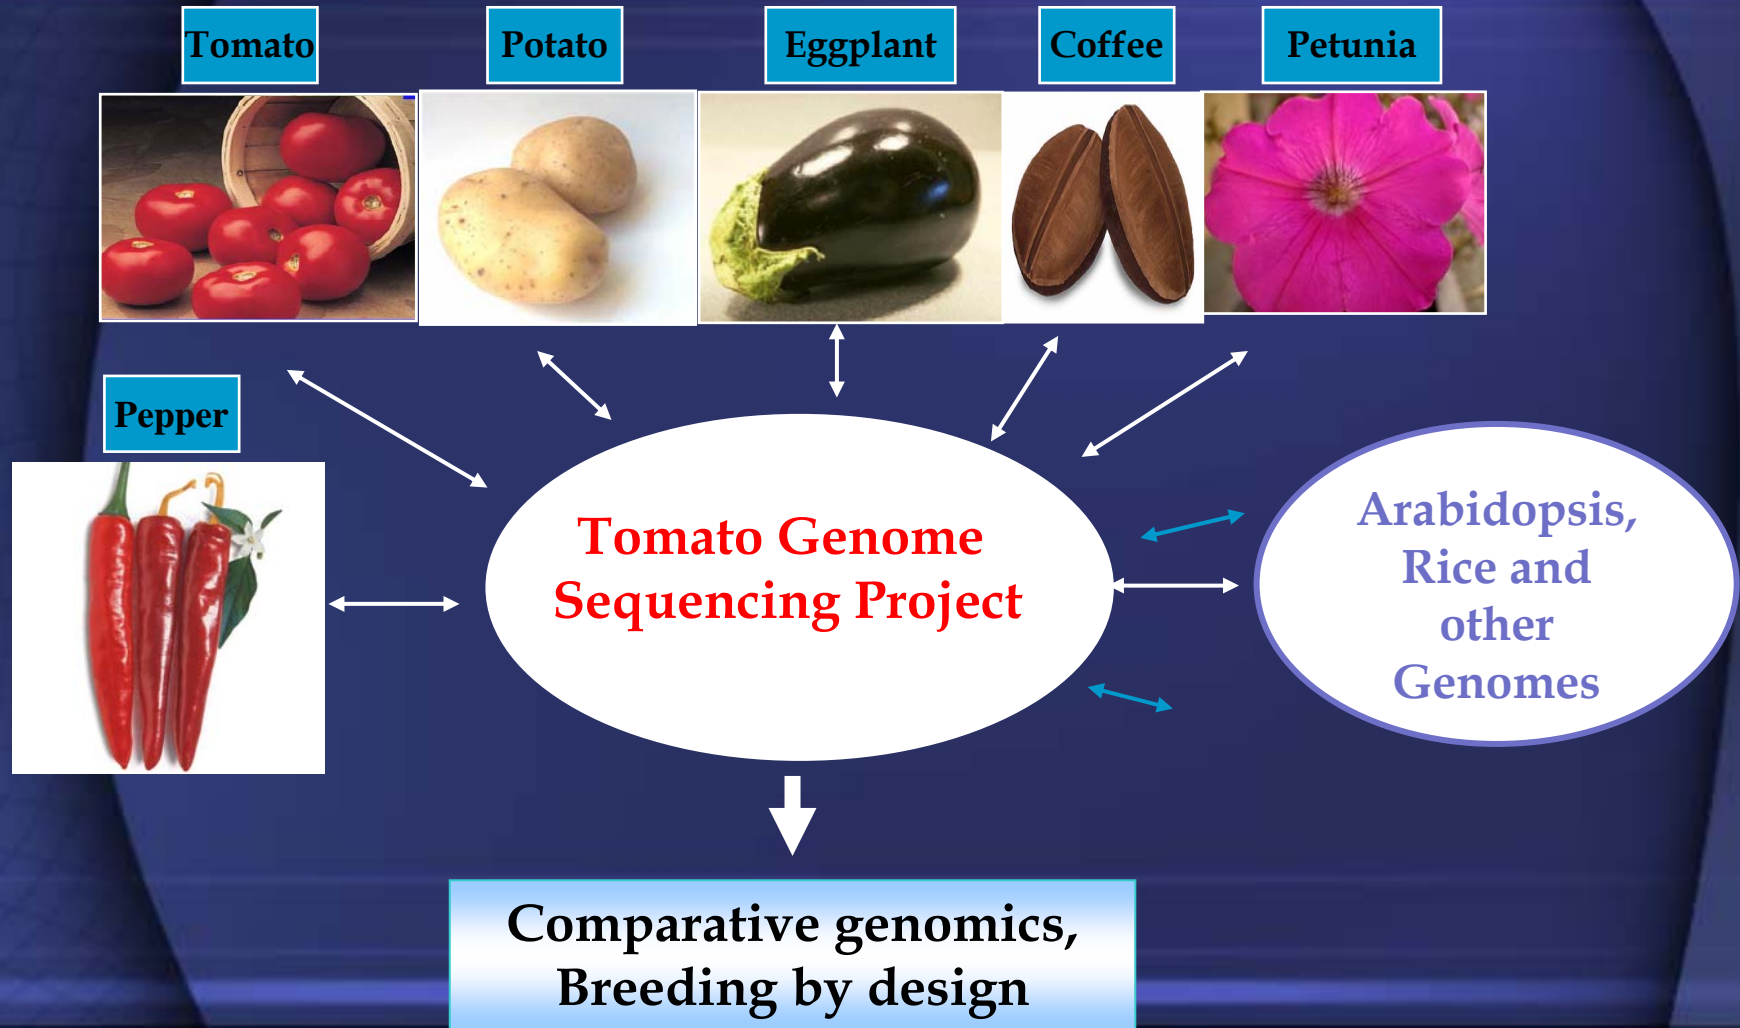 Tomato
Potato
Eggplant
Coffee
Petunia
Pepper
Tomato Genome
Sequencing Project
Arabidopsis,
Rice and
other
Genomes
Comparative genomics,
Breeding by design